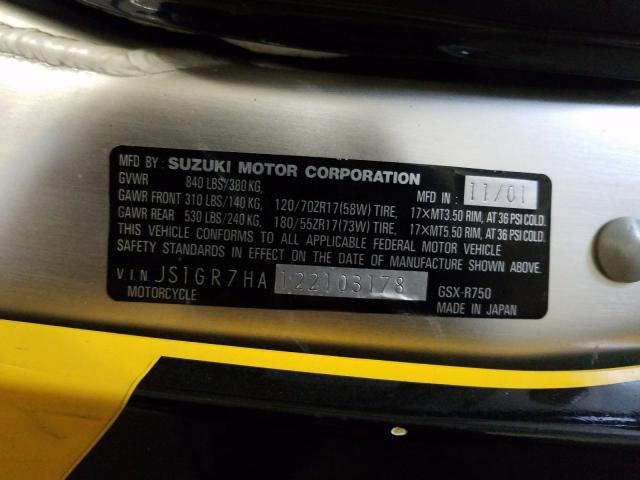 MFD BY : SUZUKI MOTOR CORPORATION
GVWR 840 LBS/380 KG, MFD IN : 11/01
GAWR FRONT 310 LBS/140 KG, 120/70ZR17(58W) TIRE, 17×MT3.50 RIM, AT 36 PSI COLD.
GAWR REAR 530 LBS/240 KG, 180/55ZR17(73W) TIRE, 17×MT5.50 RIM, AT 36 PSI COLD.
THIS VEHICLE CONFORMS TO ALL APPLICABLE FEDERAL MOTOR VEHICLE
SAFETY STANDARDS IN EFFECT ON THE DATE OF MANUFACTURE SHOWN ABOVE.
V.I.N JS1GR7HA 122103178 GSX-R750
MOTORCYCLE MADE IN JAPAN